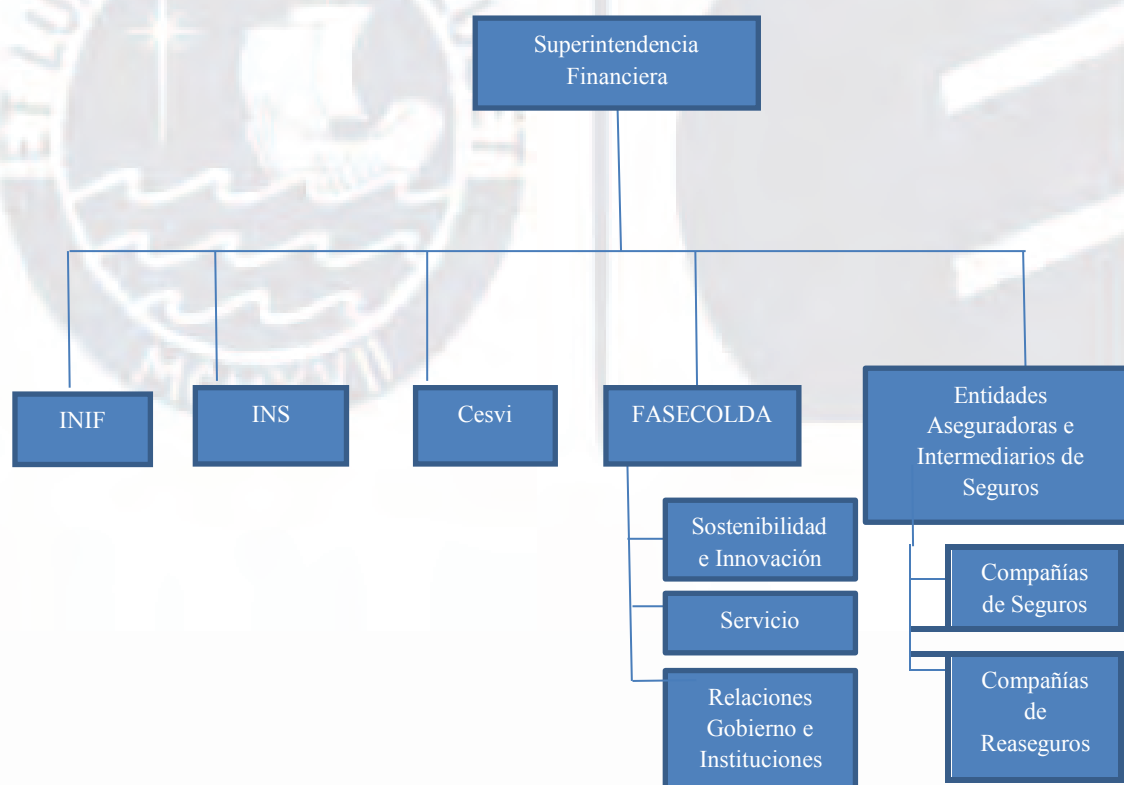 Superintendencia
Financiera
INIF
INS
Cesvi
FASECOLDA
Entidades
Aseguradoras e
Intermediarios de
Seguros
Sostenibilidad
e Innovación
Servicio
Relaciones
Gobierno e
Instituciones
Compañías
de Seguros
Compañías
de
Reaseguros